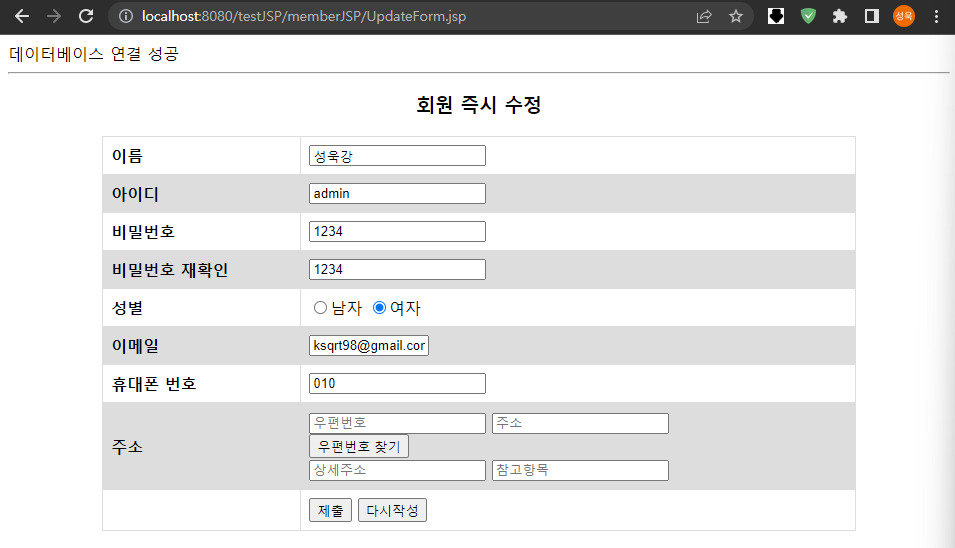 localhost:8080/testJSP/memberJSP/UpdateForm.jsp
성욱
데이터베이스 연결 성공
회원 즉시 수정
이름 성욱강
아이디 admin
비밀번호 1234
비밀번호 재확인 1234
성별 남자 여자
이메일 ksqrt98@gmail.cor
휴대폰 번호 010
우편번호 주소
주소 우편번호 찾기
상세주소 참고항목
제출 다시작성